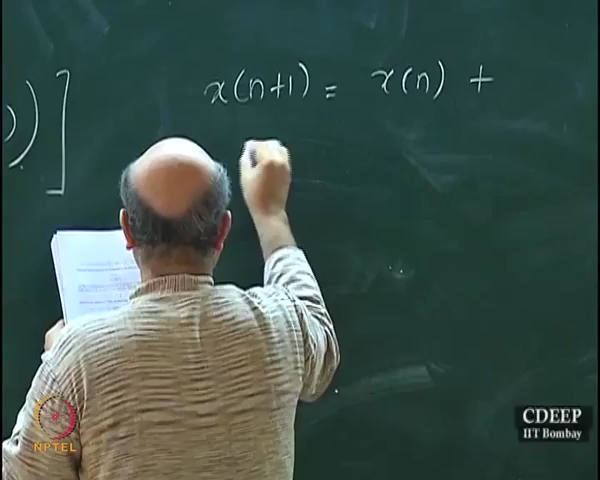 ))]
x(n+1) = x(n) +
NPTEL
CDEEP
IIT Bombay